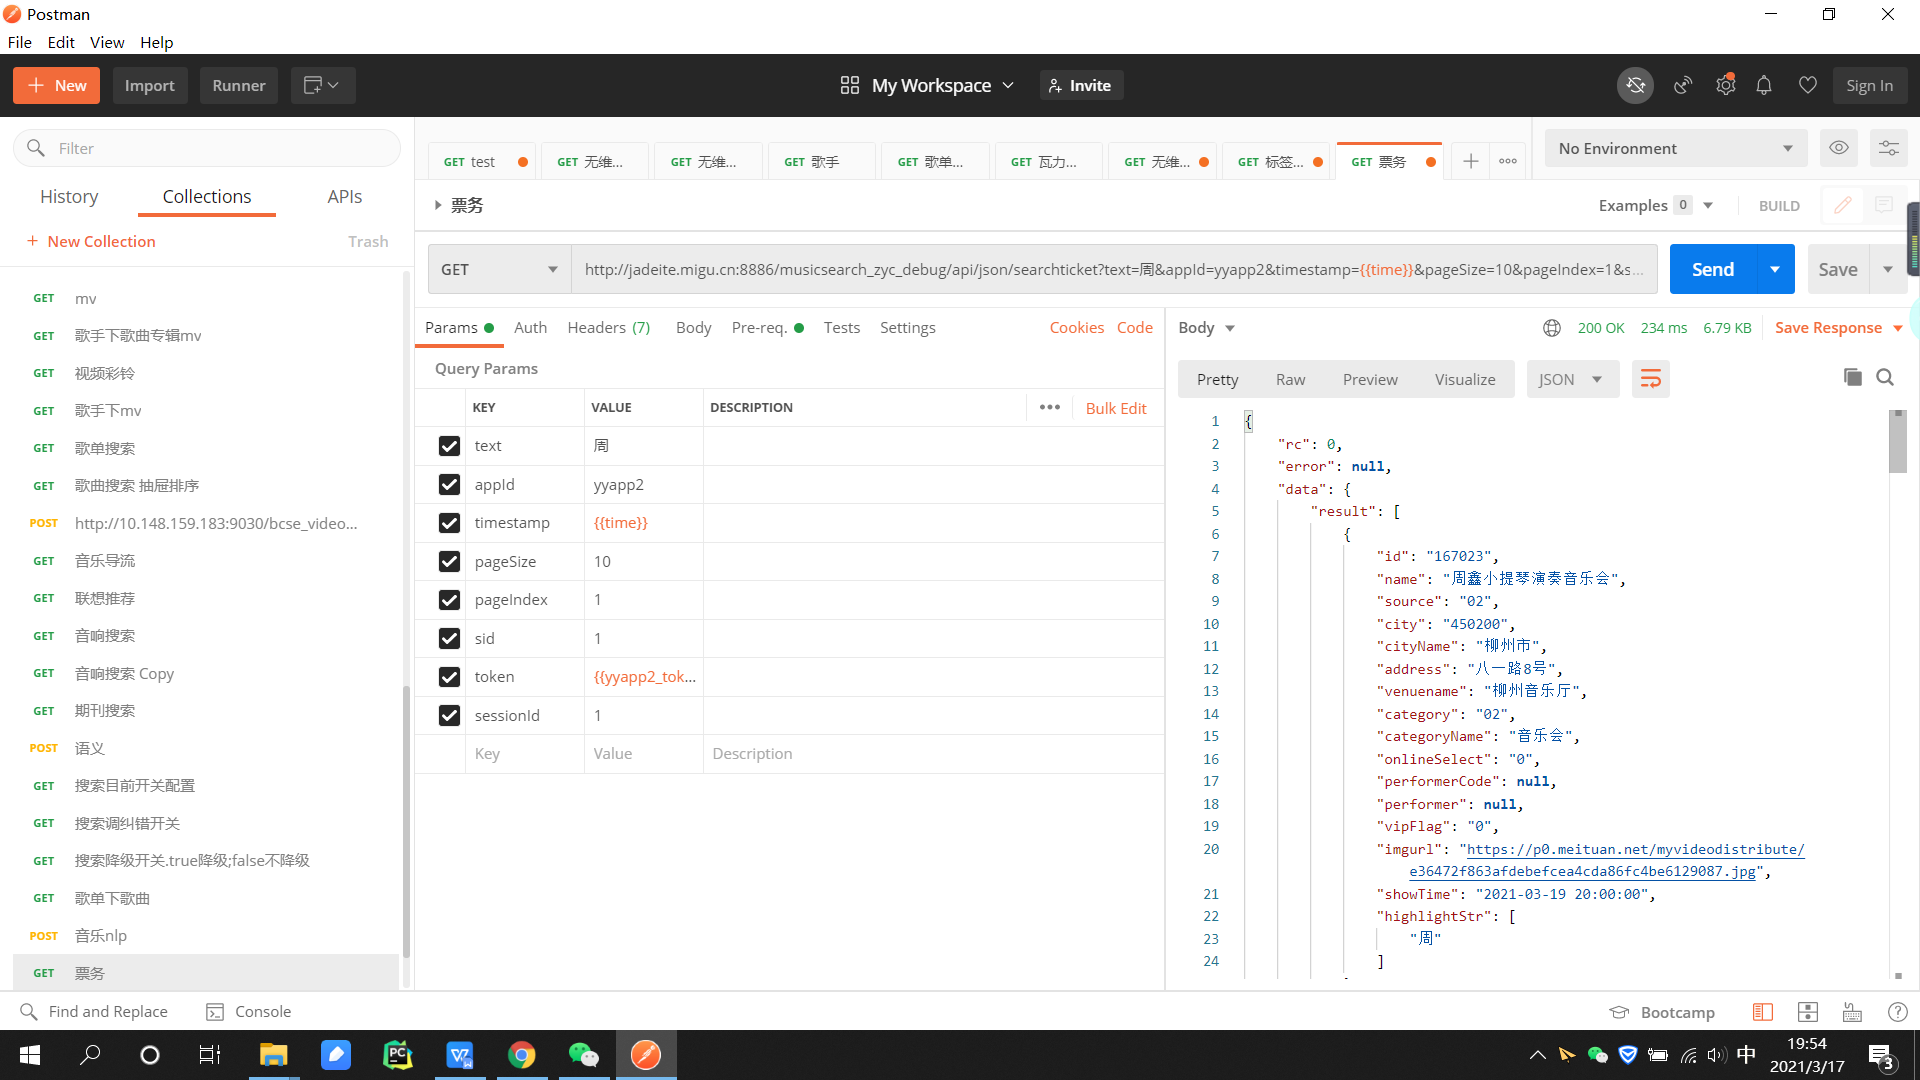 Postman
File Edit View Help
New Import Runner My Workspace Invite Sign In
Filter
History Collections APIs
+ New Collection Trash
GET mv
GET 歌手下歌曲专辑mv
GET 视频彩铃
GET 歌手下mv
GET 歌单搜索
GET 歌曲搜索 抽屉排序
POST http://10.148.159.183:9030/bcse_video...
GET 音乐导流
GET 联想推荐
GET 音响搜索
GET 音响搜索 Copy
GET 期刊搜索
POST 语义
GET 搜索目前开关配置
GET 搜索调纠错开关
GET 搜索降级开关.true降级;false不降级
GET 歌单下歌曲
POST 音乐nlp
GET 票务
GET test GET 无维... GET 无维... GET 歌手 GET 歌单... GET 瓦力... GET 无维... GET 标签... GET 票务
No Environment
票务
Examples 0 BUILD
GET http://jadeite.migu.cn:8886/musicsearch_zyc_debug/api/json/searchticket?text=周&appId=yyapp2&timestamp={{time}}&pageSize=10&pageIndex=1&s... Send Save
Params Auth Headers (7) Body Pre-req. Tests Settings Cookies Code
Query Params
KEY VALUE DESCRIPTION ••• Bulk Edit
text 周
appId yyapp2
timestamp {{time}}
pageSize 10
pageIndex 1
sid 1
token {{yyapp2_tok...
sessionId 1
Key Value Description
Body 200 OK 234 ms 6.79 KB Save Response
Pretty Raw Preview Visualize JSON
1 {
2 "rc": 0,
3 "error": null,
4 "data": {
5 "result": [
6 {
7 "id": "167023",
8 "name": "周鑫小提琴演奏音乐会",
9 "source": "02",
10 "city": "450200",
11 "cityName": "柳州市",
12 "address": "八一路8号",
13 "venuename": "柳州音乐厅",
14 "category": "02",
15 "categoryName": "音乐会",
16 "onlineSelect": "0",
17 "performerCode": null,
18 "performer": null,
19 "vipFlag": "0",
20 "imgurl": "https://p0.meituan.net/myvideodistribute/
e36472f863afdebefcea4cda86fc4be6129087.jpg",
21 "showTime": "2021-03-19 20:00:00",
22 "highlightStr": [
23 "周"
24 ]
Find and Replace Console Bootcamp
中 19:54
2021/3/17 3